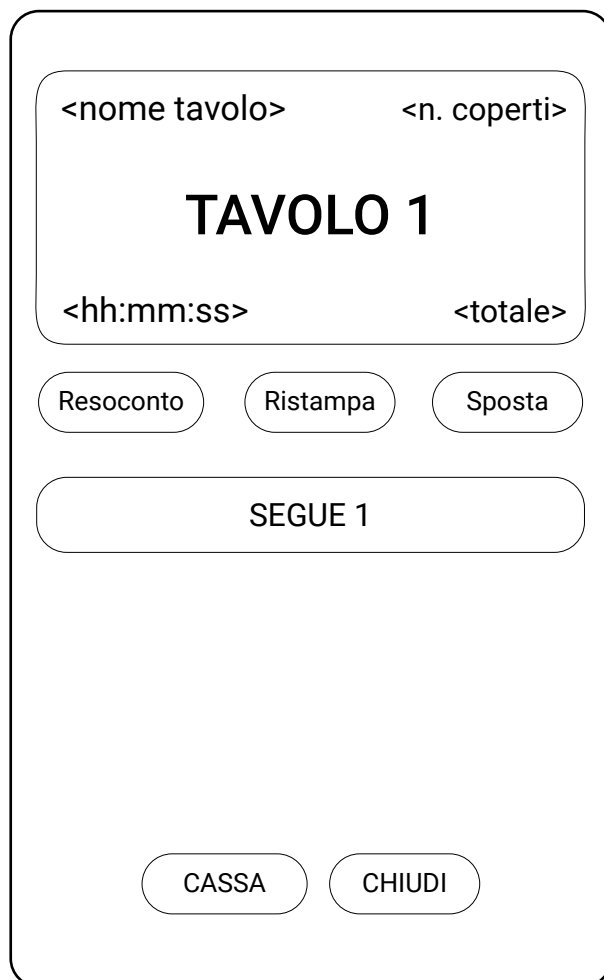 <nome tavolo> <n. coperti>
TAVOLO 1
<hh:mm:ss> <totale>
Resoconto Ristampa Sposta
SEGUE 1
CASSA CHIUDI